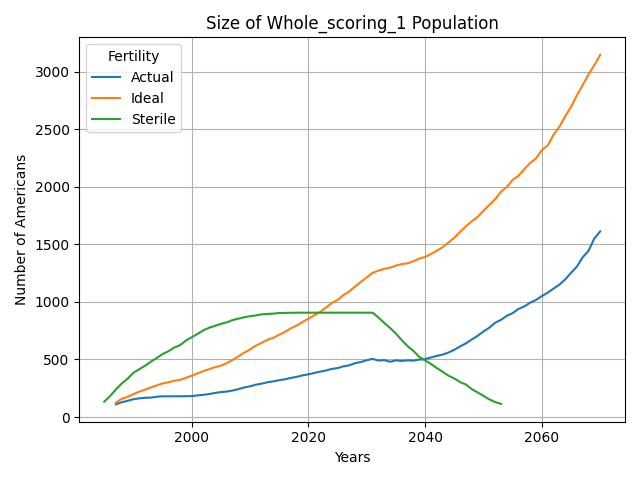 Size of Whole_scoring_1 Population
Fertility
Actual
Ideal
Sterile
Number of Americans
3000
2500
2000
1500
1000
500
0
2000
2020
2040
2060
Years